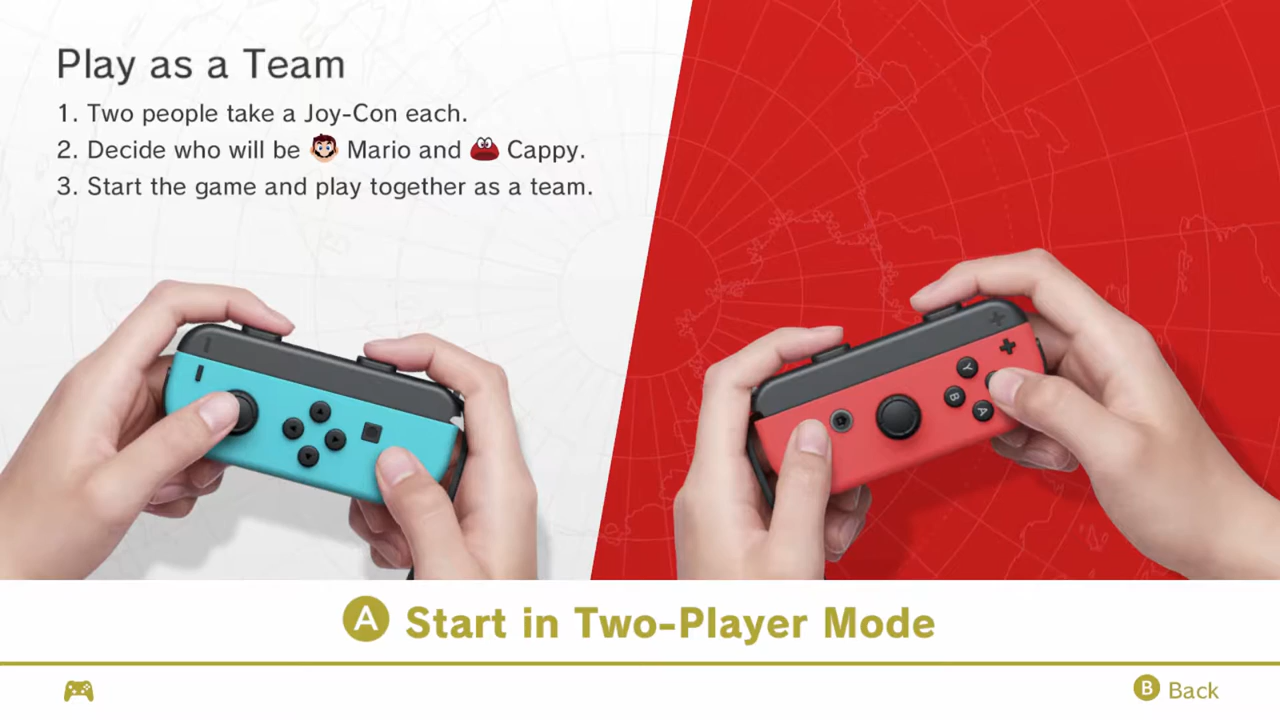 Play as a Team
1. Two people take a Joy-Con each.
2. Decide who will be Mario and Cappy.
3. Start the game and play together as a team.
Y
B
A
A Start in Two-Player Mode
B Back